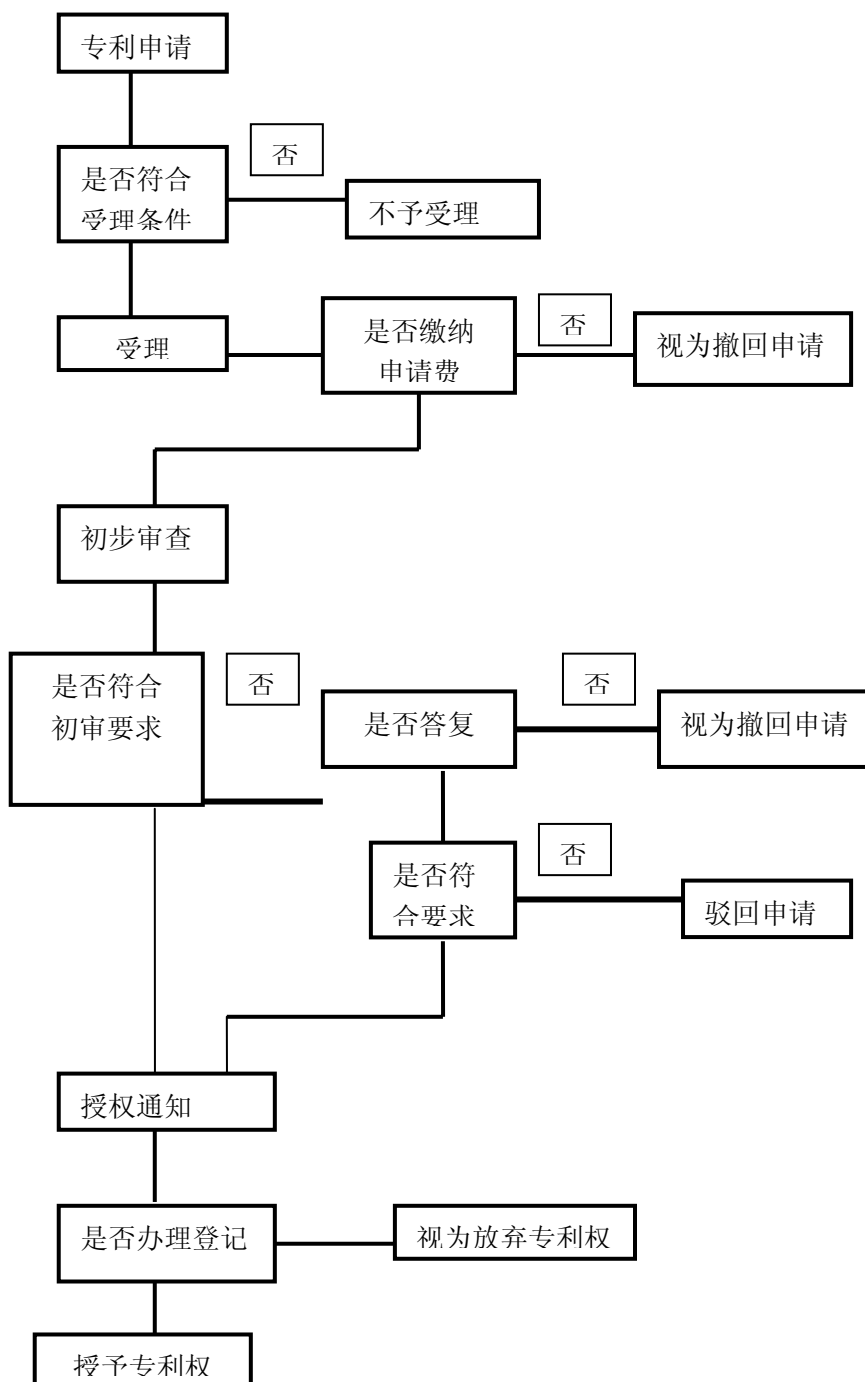 专利申请
否
是否符合
受理条件
不予受理
受理
是否缴纳
申请费
否
视为撤回申请
初步审查
是否符合
初审要求
否
是否答复
否
视为撤回申请
是否符
合要求
否
驳回申请
授权通知
是否办理登记
视为放弃专利权
授予专利权